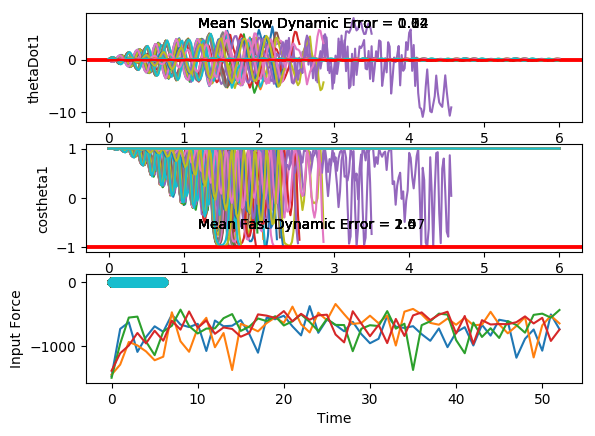 Mean Slow Dynamic Error =
thetaDot1
0
−10
0 1 2 3 4 5 6
1
costheta1
0
Mean Fast Dynamic Error =
−1
0 1 2 3 4 5 6
0
Input Force
−1000
0 10 20 30 40 50
Time